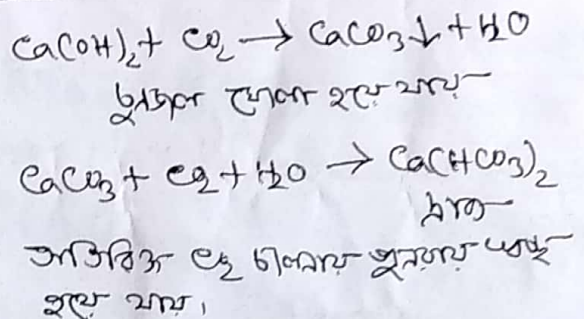 Ca(OH)₂ + CO₂ → CaCO₃↓ + H₂O
চুনজল ঘোলা হয়ে যায়
CaCO₃ + CO₂ + H₂O → Ca(HCO₃)₂
দ্রাব্য
অতিরিক্ত CO₂ চালনায় পুনরায় স্বচ্ছ
হয়ে যায়।